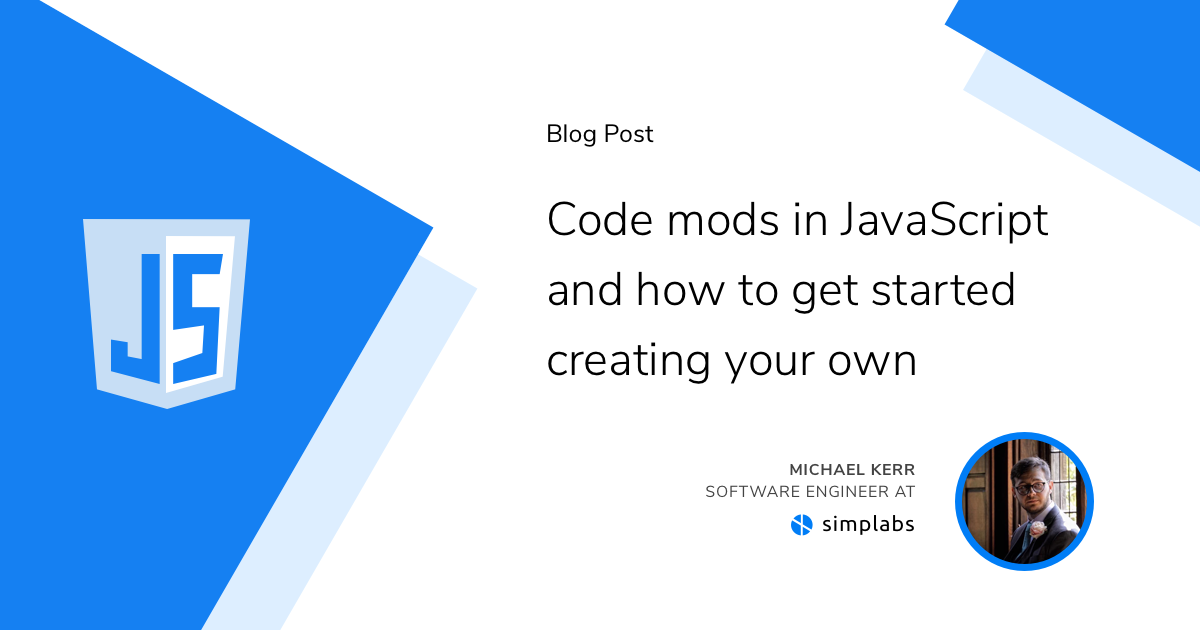 Blog Post
Code mods in JavaScript
and how to get started
creating your own
JS
MICHAEL KERR
SOFTWARE ENGINEER AT
simplabs